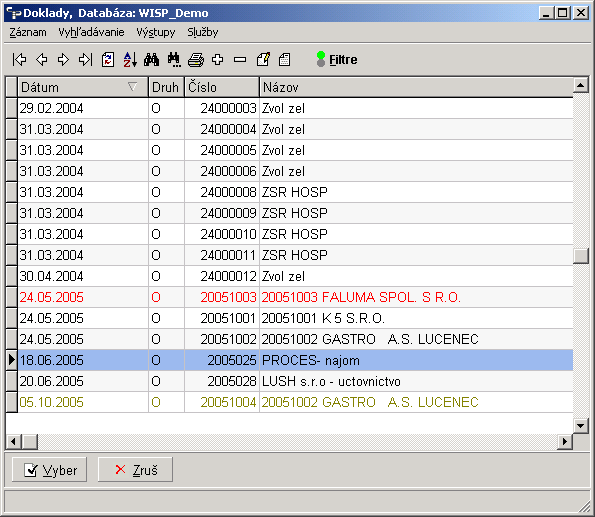 Doklady, Databáza: WISP_Demo
Záznam Vyhľadávanie Výstupy Služby
Filtre
Dátum Druh Číslo Názov
29.02.2004 O 24000003 Zvol zel
31.03.2004 O 24000004 Zvol zel
31.03.2004 O 24000005 Zvol zel
31.03.2004 O 24000006 Zvol zel
31.03.2004 O 24000008 ZSR HOSP
31.03.2004 O 24000009 ZSR HOSP
31.03.2004 O 24000010 ZSR HOSP
31.03.2004 O 24000011 ZSR HOSP
30.04.2004 O 24000012 Zvol zel
24.05.2005 O 20051003 20051003 FALUMA SPOL. S R.O.
24.05.2005 O 20051001 20051001 K 5 S.R.O.
24.05.2005 O 20051002 20051002 GASTRO A.S. LUCENEC
18.06.2005 O 2005025 PROCES- najom
20.06.2005 O 2005028 LUSH s.r.o - uctovnictvo
05.10.2005 O 20051004 20051002 GASTRO A.S. LUCENEC
Vyber Zruš